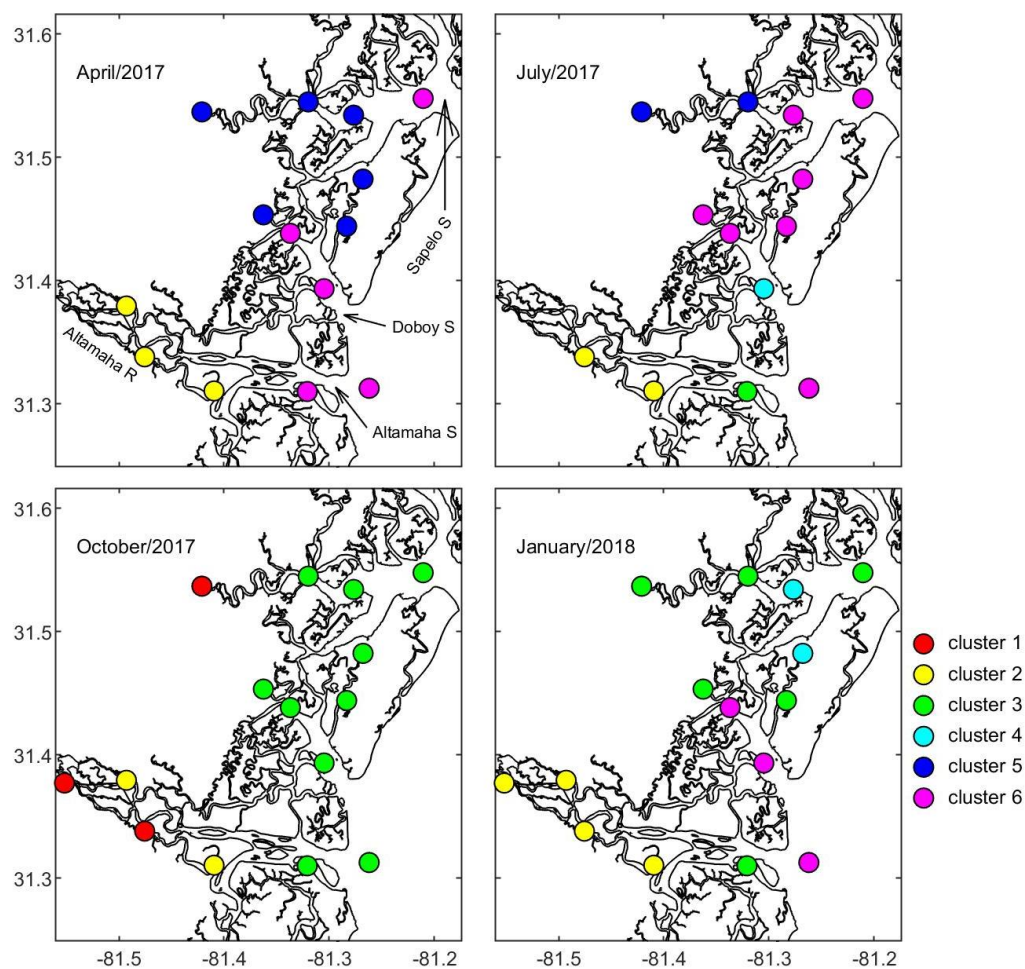 April/2017
July/2017
31.6
31.5
31.4
31.3
Sapelo S
Doboy S
Altamaha R
Altamaha S
October/2017
January/2018
31.6
31.5
31.4
31.3
-81.5
-81.4
-81.3
-81.2
-81.5
-81.4
-81.3
-81.2
cluster 1
cluster 2
cluster 3
cluster 4
cluster 5
cluster 6